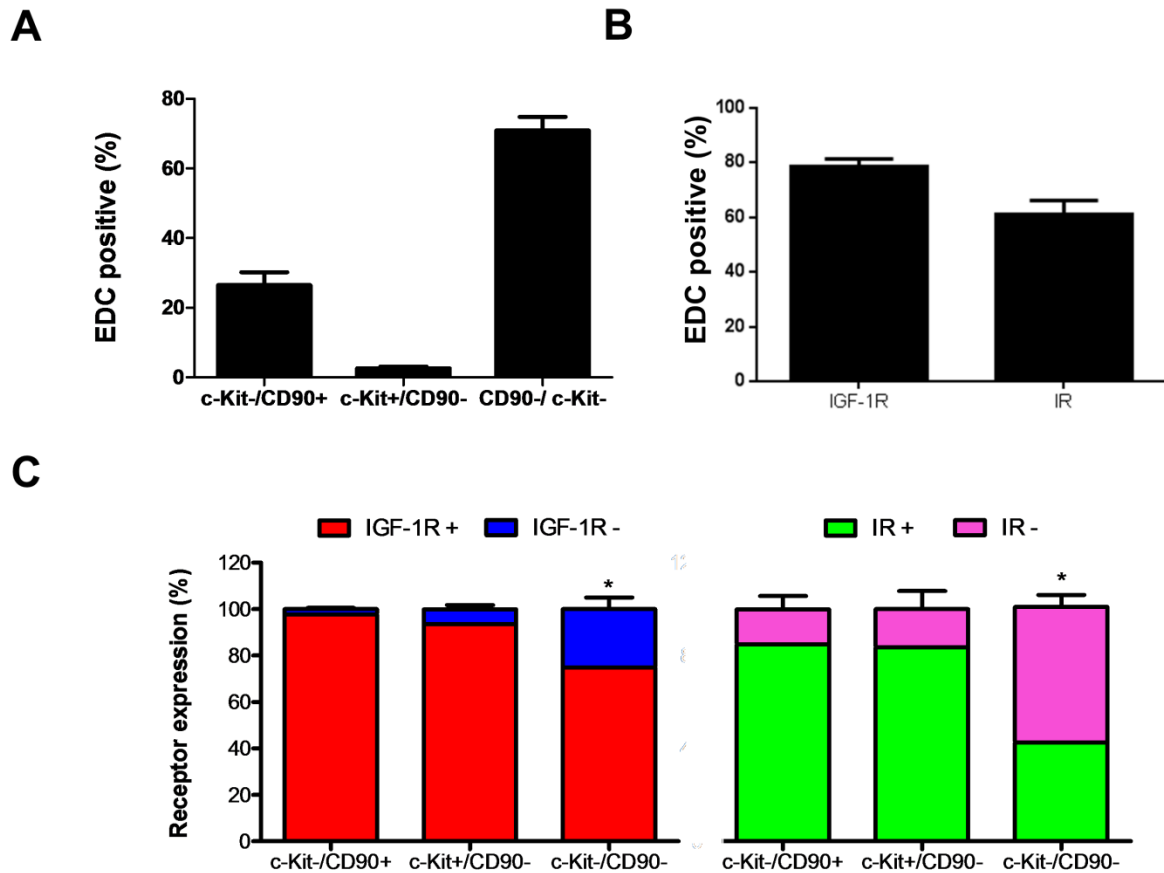 A
B
EDC positive (%)
80
60
40
20
0
c-Kit-/CD90+ c-Kit+/CD90- CD90-/ c-Kit-
EDC positive (%)
100
80
60
40
20
0
IGF-1R IR
C
IGF-1R + IGF-1R -
IR + IR -
Receptor expression (%)
120
100
80
60
40
20
0
*
*
c-Kit-/CD90+ c-Kit+/CD90- c-Kit-/CD90-
c-Kit-/CD90+ c-Kit+/CD90- c-Kit-/CD90-